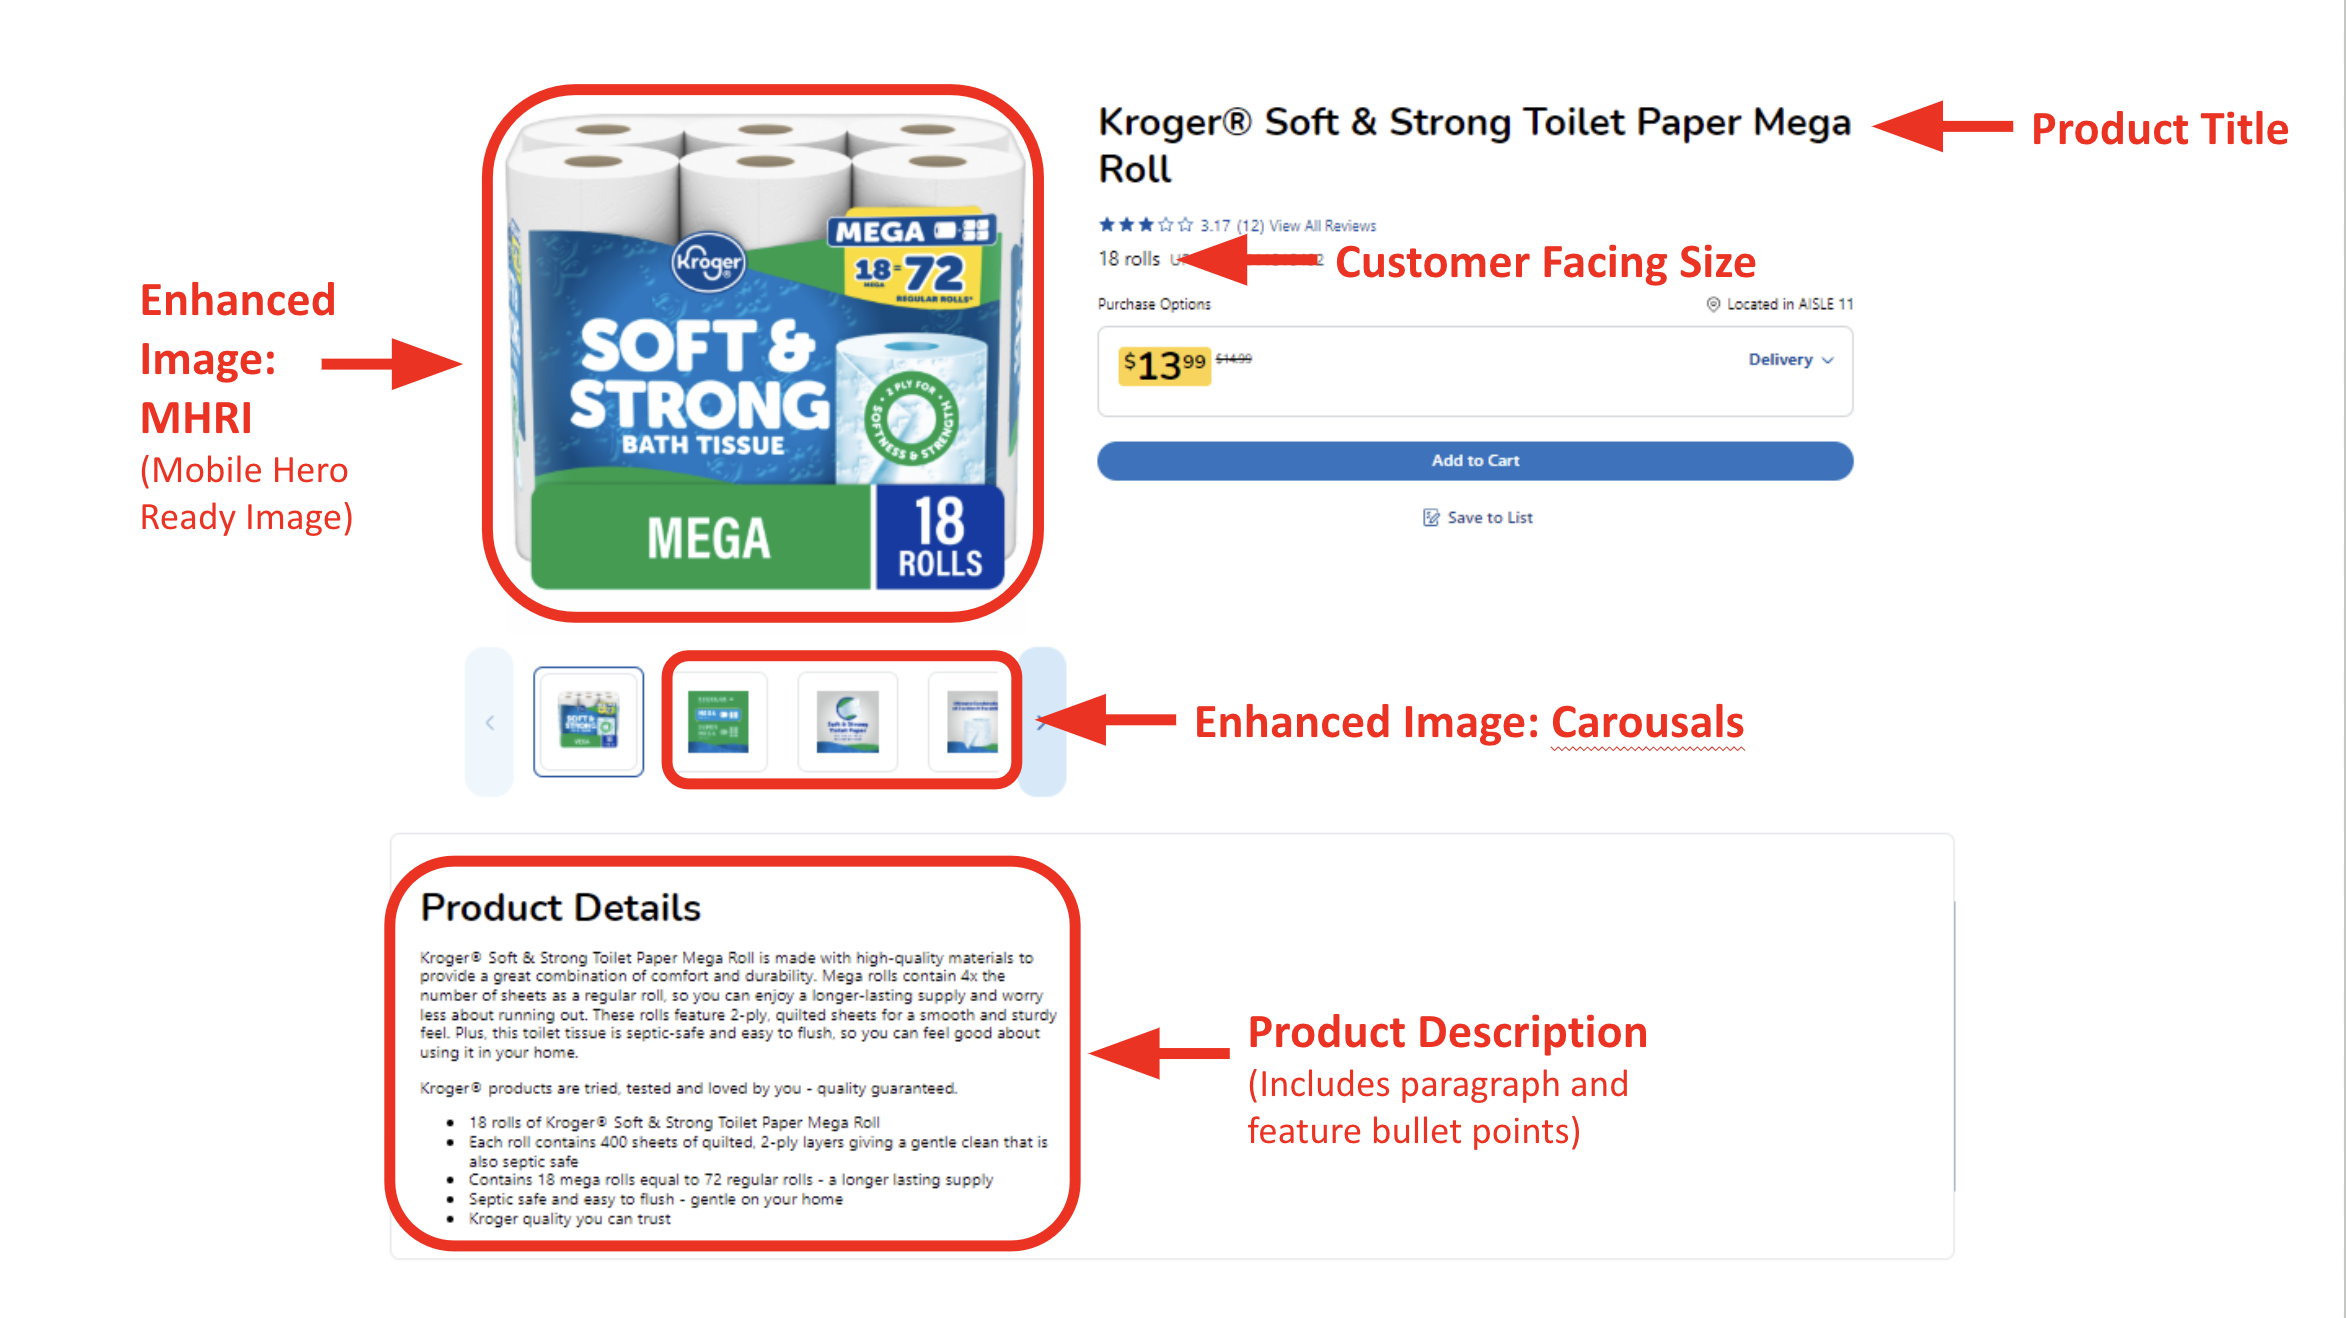 Enhanced
Image:
MHRI
(Mobile Hero
Ready Image)
MEGA
Kroger
18=72
MEGA
REGULAR ROLLS*
SOFT &
STRONG
BATH TISSUE
2 PLY FOR
SOFTNESS & STRENGTH
MEGA
18
ROLLS
Kroger® Soft & Strong Toilet Paper Mega
Roll
Product Title
3.17 (12) View All Reviews
18 rolls
Customer Facing Size
Purchase Options
Located in AISLE 11
$13.99 $14.99
Delivery
Add to Cart
Save to List
SOFT &
STRONG
MEGA
MEGA
Soft & Strong
Toilet Paper
Enhanced Image: Carousals
Product Details
Kroger® Soft & Strong Toilet Paper Mega Roll is made with high-quality materials to
provide a great combination of comfort and durability. Mega rolls contain 4x the
number of sheets as a regular roll, so you can enjoy a longer-lasting supply and worry
less about running out. These rolls feature 2-ply, quilted sheets for a smooth and sturdy
feel. Plus, this toilet tissue is septic-safe and easy to flush, so you can feel good about
using it in your home.
Kroger® products are tried, tested and loved by you - quality guaranteed.
• 18 rolls of Kroger® Soft & Strong Toilet Paper Mega Roll
• Each roll contains 400 sheets of quilted, 2-ply layers giving a gentle clean that is
also septic safe
• Contains 18 mega rolls equal to 72 regular rolls - a longer lasting supply
• Septic safe and easy to flush - gentle on your home
• Kroger quality you can trust
Product Description
(Includes paragraph and
feature bullet points)